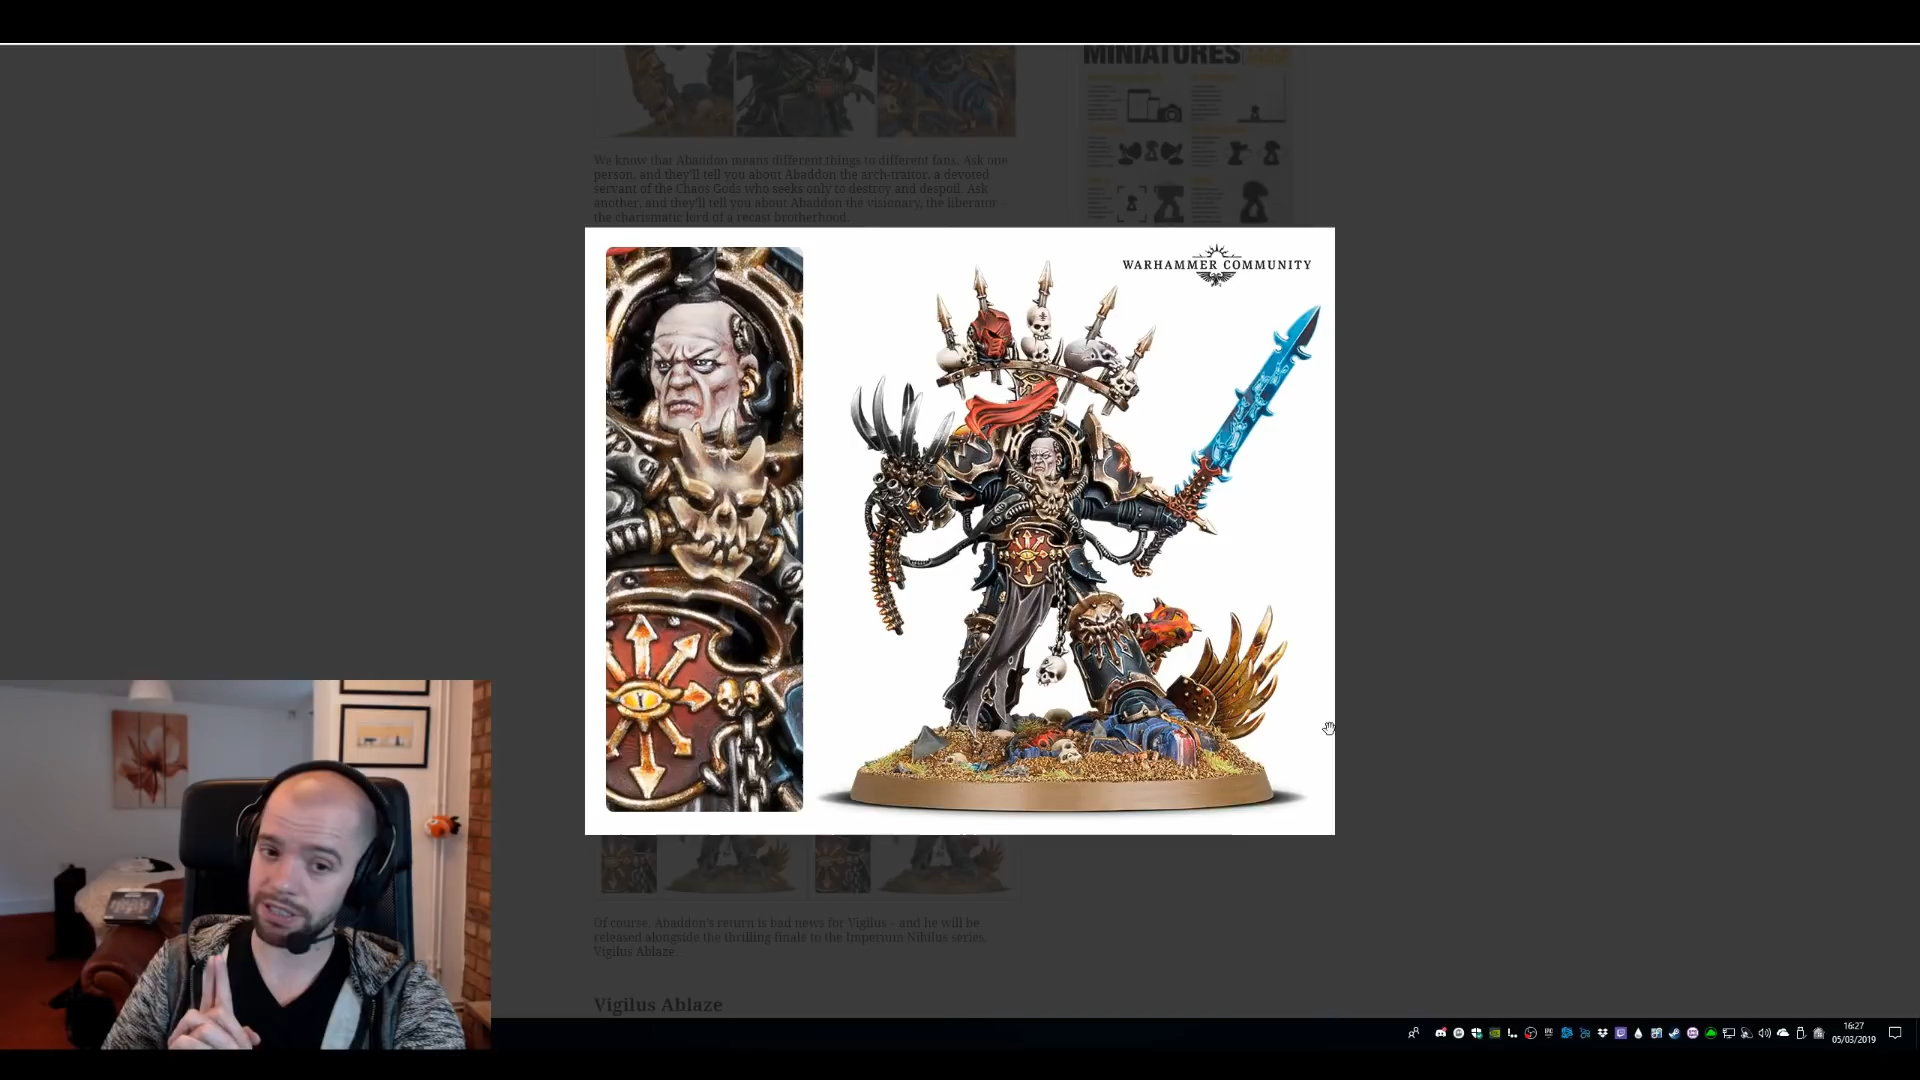 MINIATURES
We know that Abaddon means different things to different fans. Ask one
person, and they'll tell you about Abaddon the arch-traitor, a devoted
servant of the Chaos Gods who seeks only to destroy and despoil. Ask
another, and they'll tell you about Abaddon the visionary, the liberator –
the charismatic lord of a recast brotherhood.
WARHAMMER COMMUNITY
Of course, Abaddon's return is bad news for Vigilus – and he will be
released alongside the thrilling finale to the Imperium Nihilus series,
Vigilus Ablaze.
Vigilus Ablaze
16:27
05/03/2019